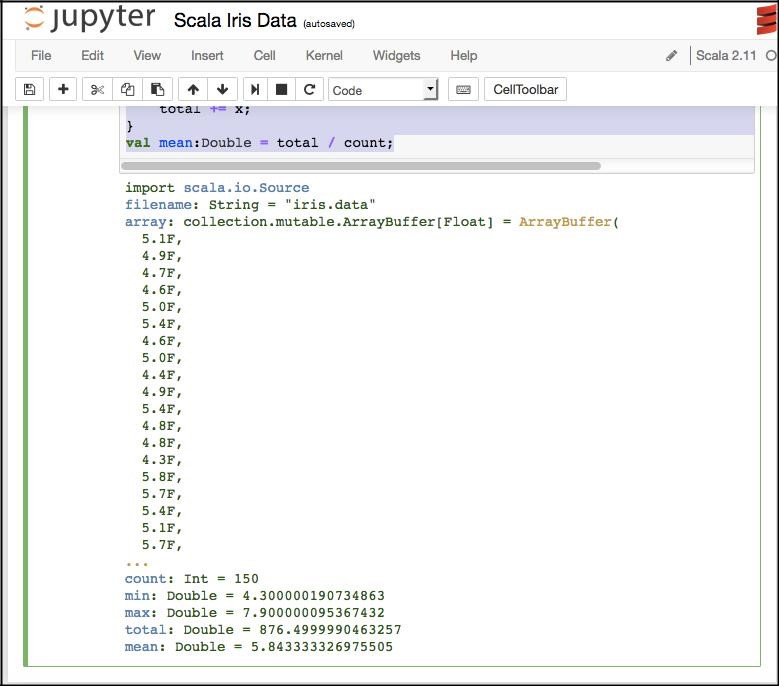 jupyter Scala Iris Data (autosaved)
File Edit View Insert Cell Kernel Widgets Help Scala 2.11
Code CellToolbar
total += x;
}
val mean:Double = total / count;
import scala.io.Source
filename: String = "iris.data"
array: collection.mutable.ArrayBuffer[Float] = ArrayBuffer(
5.1F,
4.9F,
4.7F,
4.6F,
5.0F,
5.4F,
4.6F,
5.0F,
4.4F,
4.9F,
5.4F,
4.8F,
4.8F,
4.3F,
5.8F,
5.7F,
5.4F,
5.1F,
5.7F,
...
count: Int = 150
min: Double = 4.300000190734863
max: Double = 7.900000095367432
total: Double = 876.4999990463257
mean: Double = 5.843333326975505